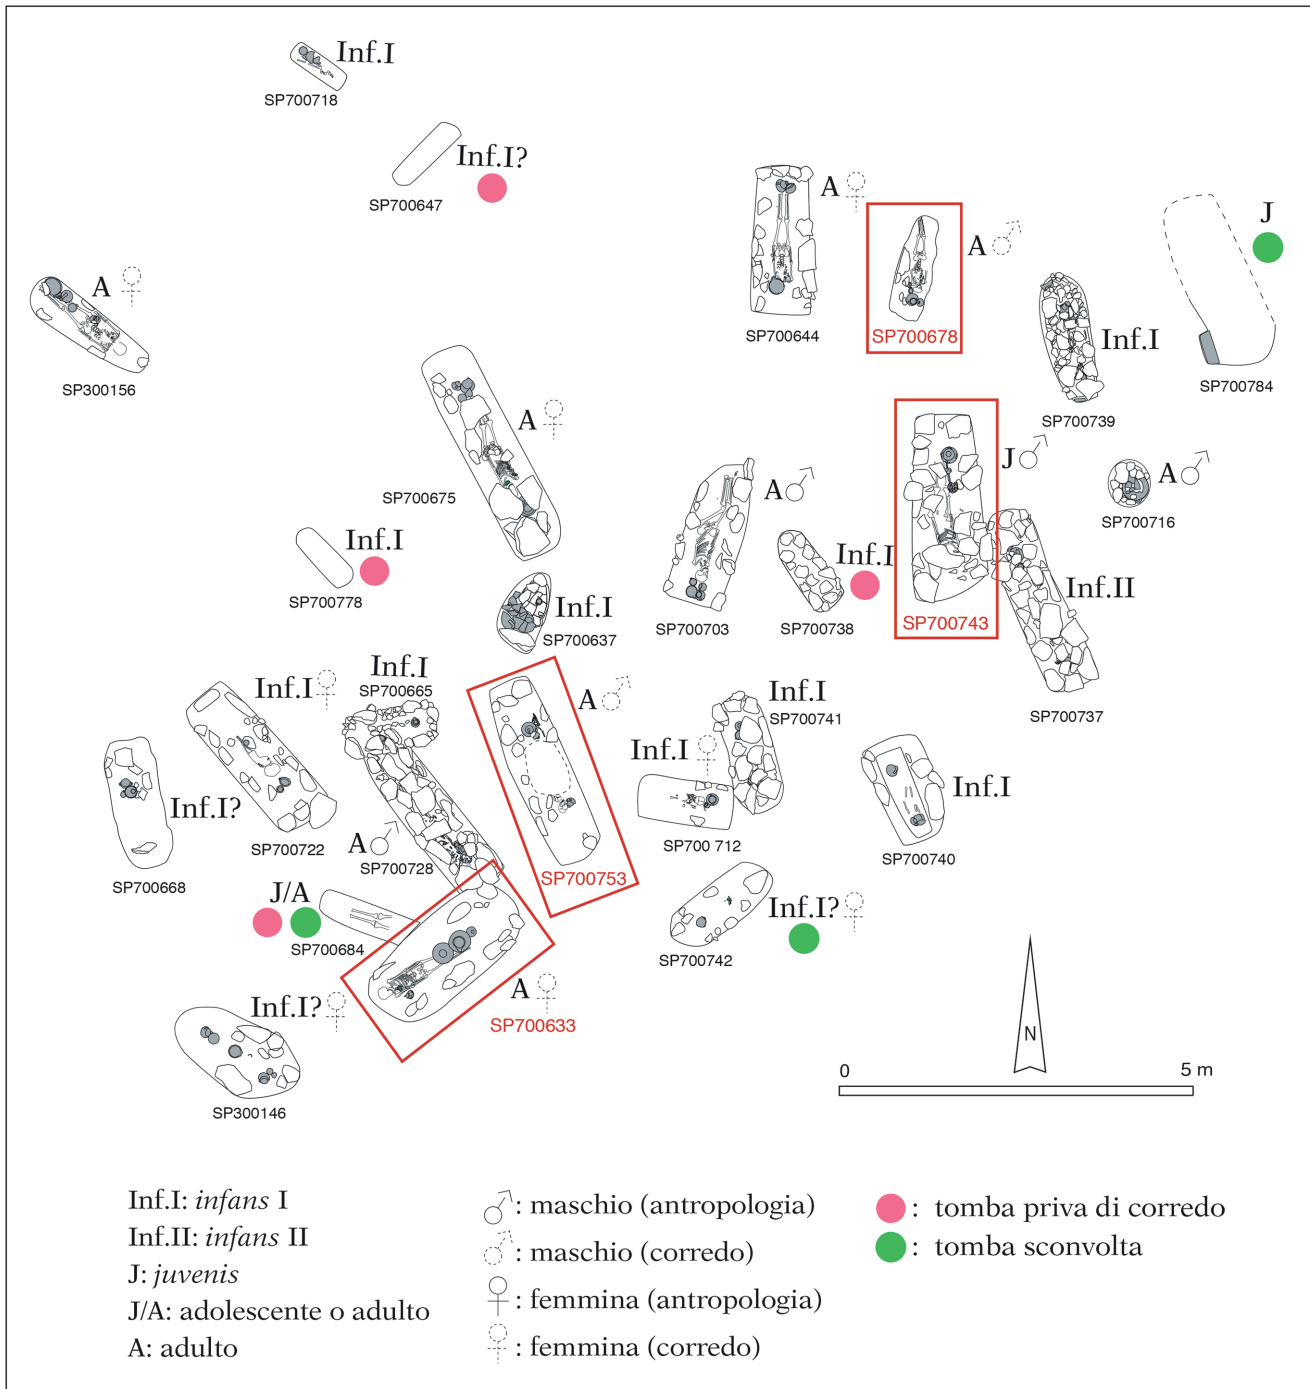 Inf.I
SP700718
Inf.I?
SP700647
A
SP700644
A
SP700678
J
SP700784
A
SP300156
Inf.I
SP700739
A
SP700675
A
SP700703
J
SP700743
A
SP700716
Inf.I
SP700778
Inf.I
SP700637
Inf.I
SP700738
Inf.II
SP700737
Inf.I
SP700665
Inf.I
SP700722
A
SP700753
Inf.I
SP700741
Inf.I
SP700 712
Inf.I
SP700740
Inf.I?
SP700668
A
SP700728
J/A
SP700684
Inf.I?
SP700742
A
SP700633
Inf.I?
SP300146
N
0 5 m
Inf.I: infans I
Inf.II: infans II
J: juvenis
J/A: adolescente o adulto
A: adulto
: maschio (antropologia)
: maschio (corredo)
: femmina (antropologia)
: femmina (corredo)
: tomba priva di corredo
: tomba sconvolta